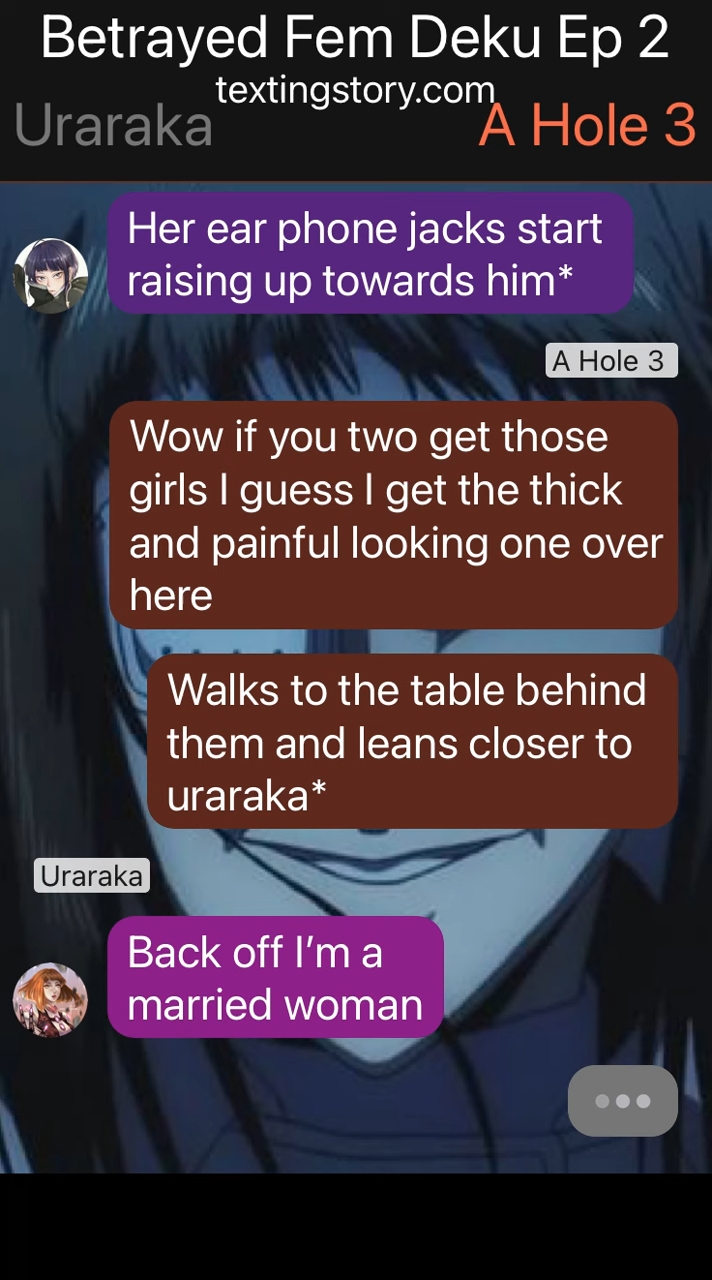 Betrayed Fem Deku Ep 2
textingstory.com
Uraraka
A Hole 3
Her ear phone jacks start
raising up towards him*
A Hole 3
Wow if you two get those
girls I guess I get the thick
and painful looking one over
here
Walks to the table behind
them and leans closer to
uraraka*
Uraraka
Back off I’m a
married woman